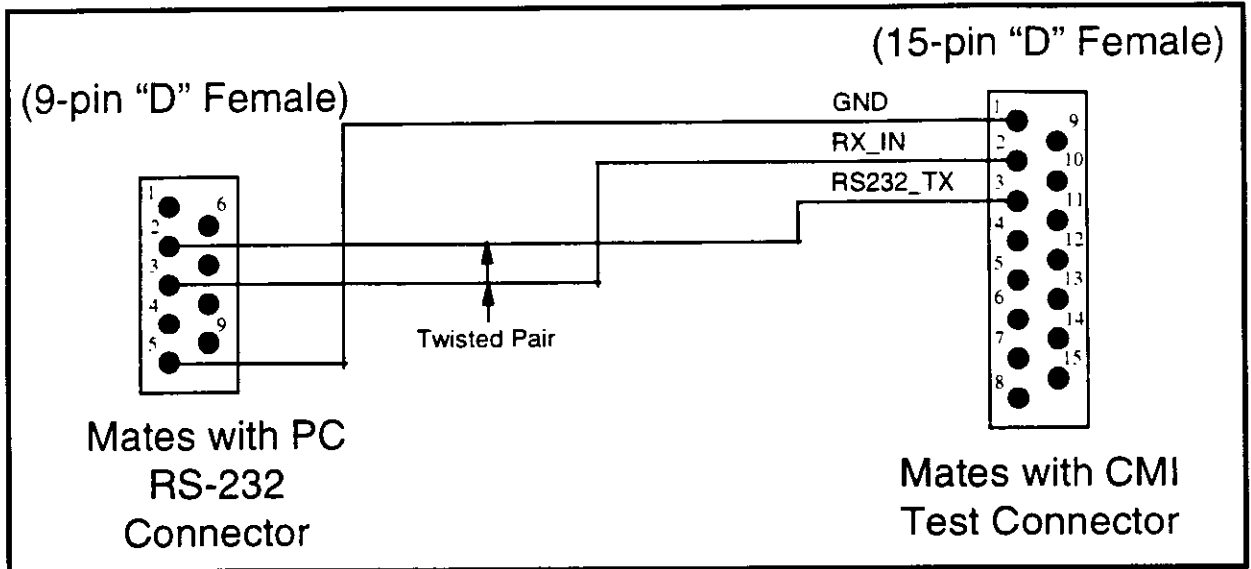 (15-pin “D” Female)
(9-pin “D” Female)
GND
RX_IN
RS232_TX
1
2
3
4
5
6
9
1
2
3
4
5
6
7
8
9
10
11
12
13
14
15
Twisted Pair
Mates with PC
RS-232
Connector
Mates with CMI
Test Connector